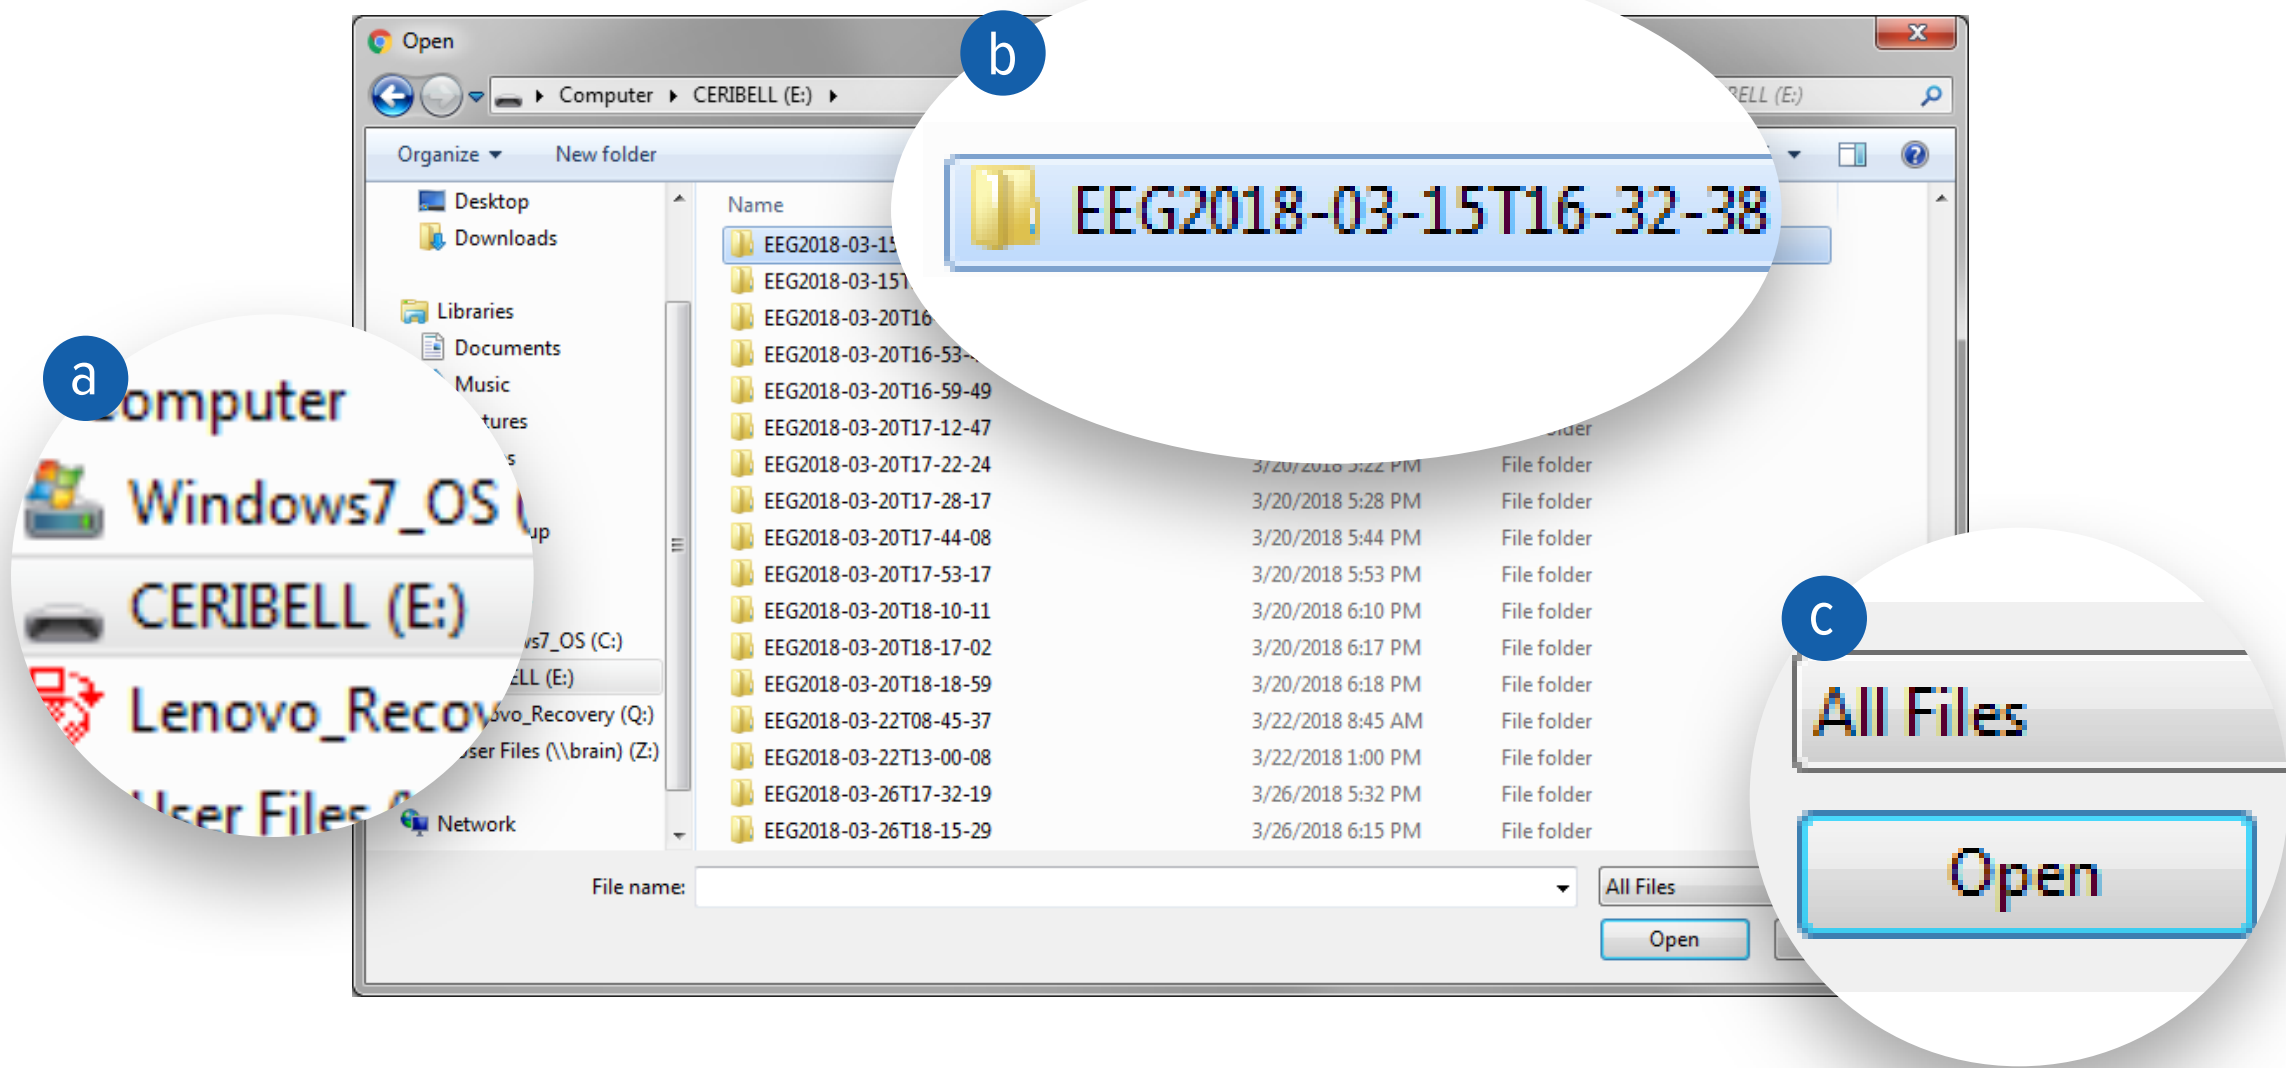 Open
b
Computer
CERIBELL (E:)
(E:)
Organize
New folder
EEG2018-03-15T16-32-38
Desktop
Downloads
Name
EEG2018-03-15
EEG2018-03-15T
Libraries
EEG2018-03-20T16
Documents
EEG2018-03-20T16-53-
Music
EEG2018-03-20T16-59-49
EEG2018-03-20T17-12-47
EEG2018-03-20T17-22-24 3/20/2018 5:22 PM File folder
EEG2018-03-20T17-28-17 3/20/2018 5:28 PM File folder
EEG2018-03-20T17-44-08 3/20/2018 5:44 PM File folder
EEG2018-03-20T17-53-17 3/20/2018 5:53 PM File folder
EEG2018-03-20T18-10-11 3/20/2018 6:10 PM File folder
EEG2018-03-20T18-17-02 3/20/2018 6:17 PM File folder
EEG2018-03-20T18-18-59 3/20/2018 6:18 PM File folder
EEG2018-03-22T08-45-37 3/22/2018 8:45 AM File folder
EEG2018-03-22T13-00-08 3/22/2018 1:00 PM File folder
EEG2018-03-26T17-32-19 3/26/2018 5:32 PM File folder
EEG2018-03-26T18-15-29 3/26/2018 6:15 PM File folder
a
omputer
Windows7_OS (
CERIBELL (E:)
Lenovo_Recov
User Files
s7_OS (C:)
ELL (E:)
vo_Recovery (Q:)
ser Files (\\brain) (Z:)
Network
File name:
All Files
Open
c
All Files
Open